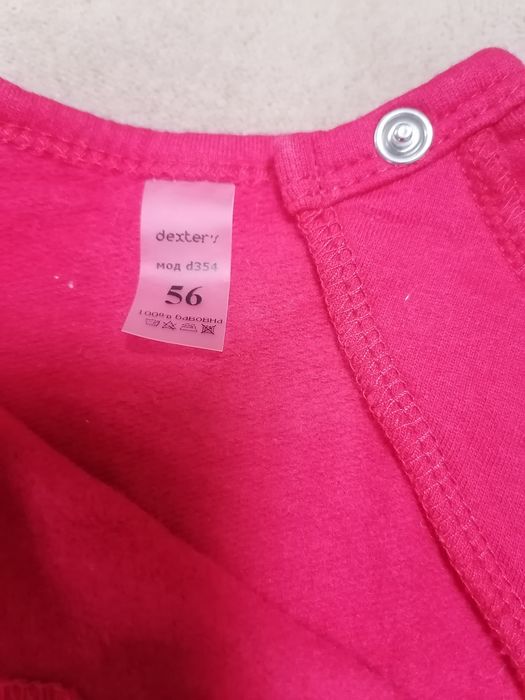 dexter's
мод d354
56
100% бавовна